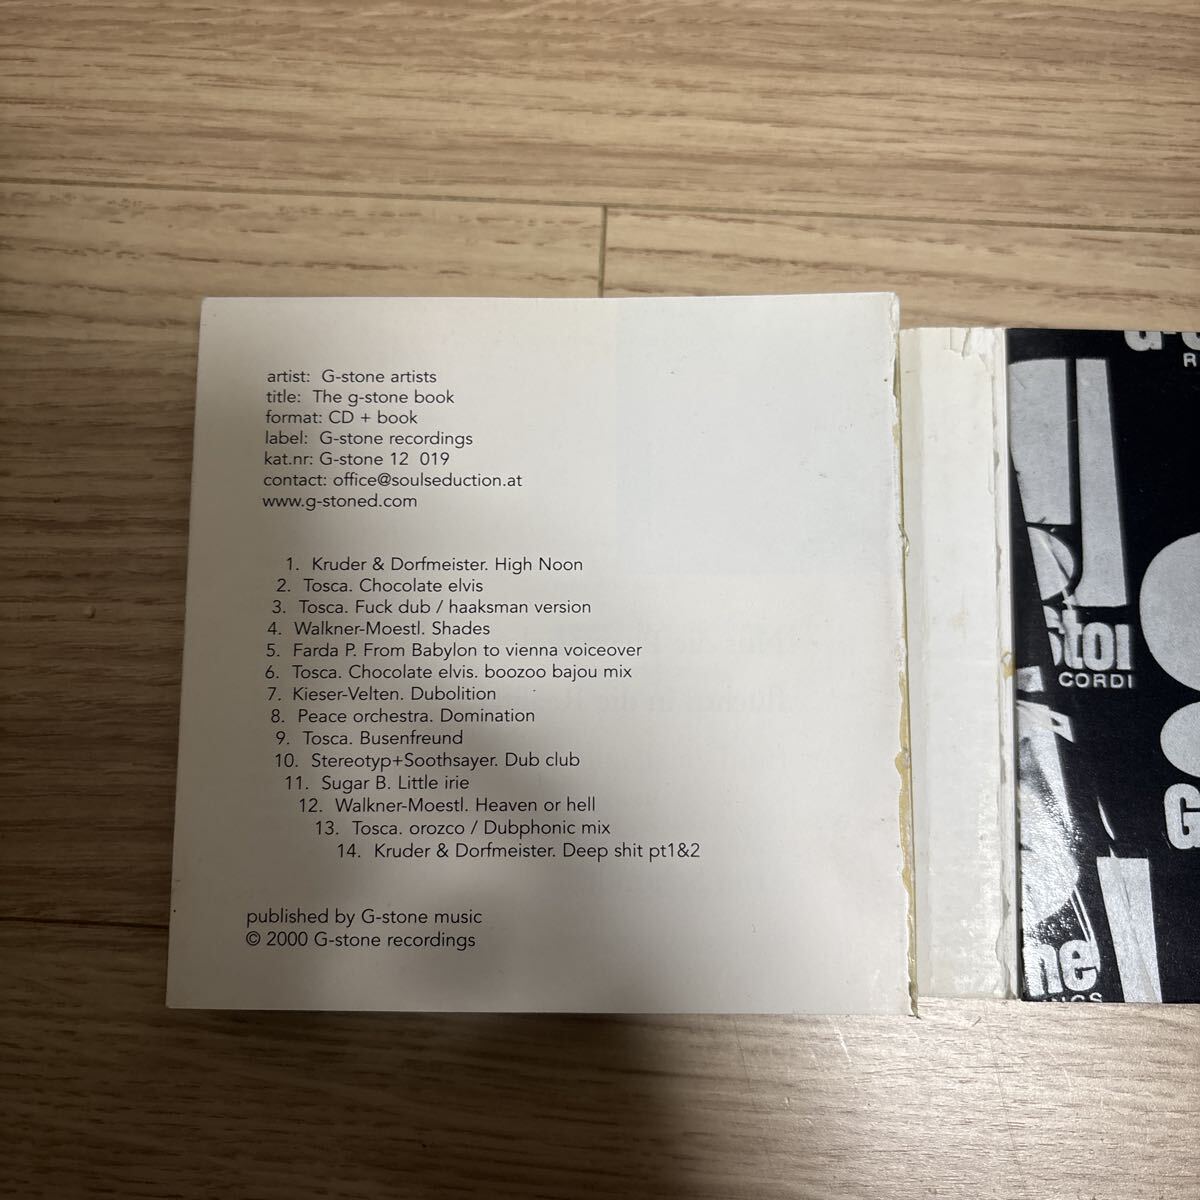 artist: G-stone artists
title: The g-stone book
format: CD + book
label: G-stone recordings
kat.nr: G-stone 12 019
contact: office@soulseduction.at
www.g-stoned.com
1. Kruder & Dorfmeister. High Noon
2. Tosca. Chocolate elvis
3. Tosca. Fuck dub / haaksman version
4. Walkner-Moestl. Shades
5. Farda P. From Babylon to vienna voiceover
6. Tosca. Chocolate elvis. boozoo bajou mix
7. Kieser-Velten. Dubolition
8. Peace orchestra. Domination
9. Tosca. Busenfreund
10. Stereotyp+Soothsayer. Dub club
11. Sugar B. Little irie
12. Walkner-Moestl. Heaven or hell
13. Tosca. orozco / Dubphonic mix
14. Kruder & Dorfmeister. Deep shit pt1&2
published by G-stone music
© 2000 G-stone recordings
CORDI